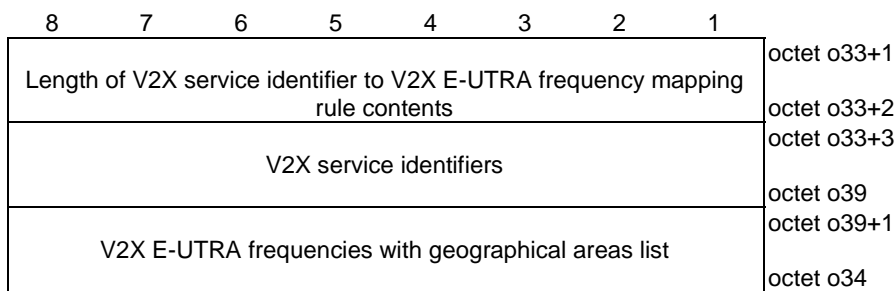 8 7 6 5 4 3 2 1
octet o33+1
Length of V2X service identifier to V2X E-UTRA frequency mapping
rule contents
octet o33+2
octet o33+3
V2X service identifiers
octet o39
octet o39+1
V2X E-UTRA frequencies with geographical areas list
octet o34